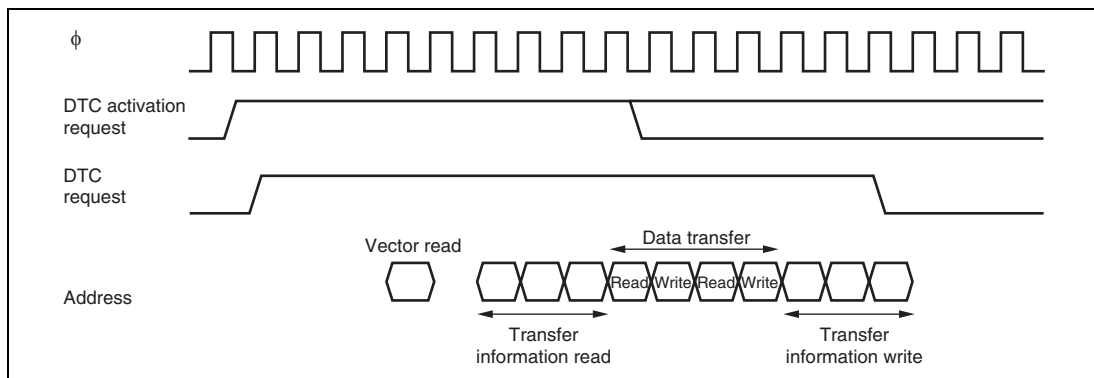 ϕ
DTC activation
request
DTC
request
Vector read
Data transfer
Address
Read Write Read Write
Transfer
information read
Transfer
information write